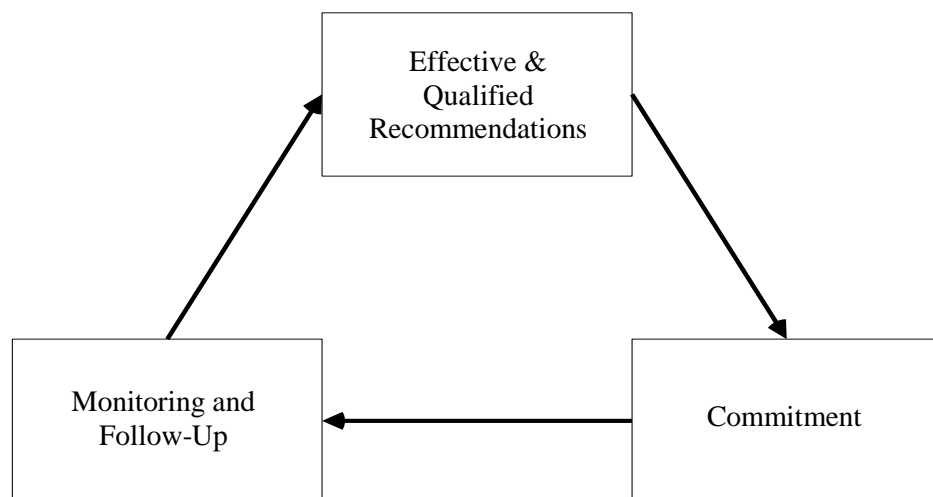 Effective &
Qualified
Recommendations
Monitoring and
Follow-Up
Commitment